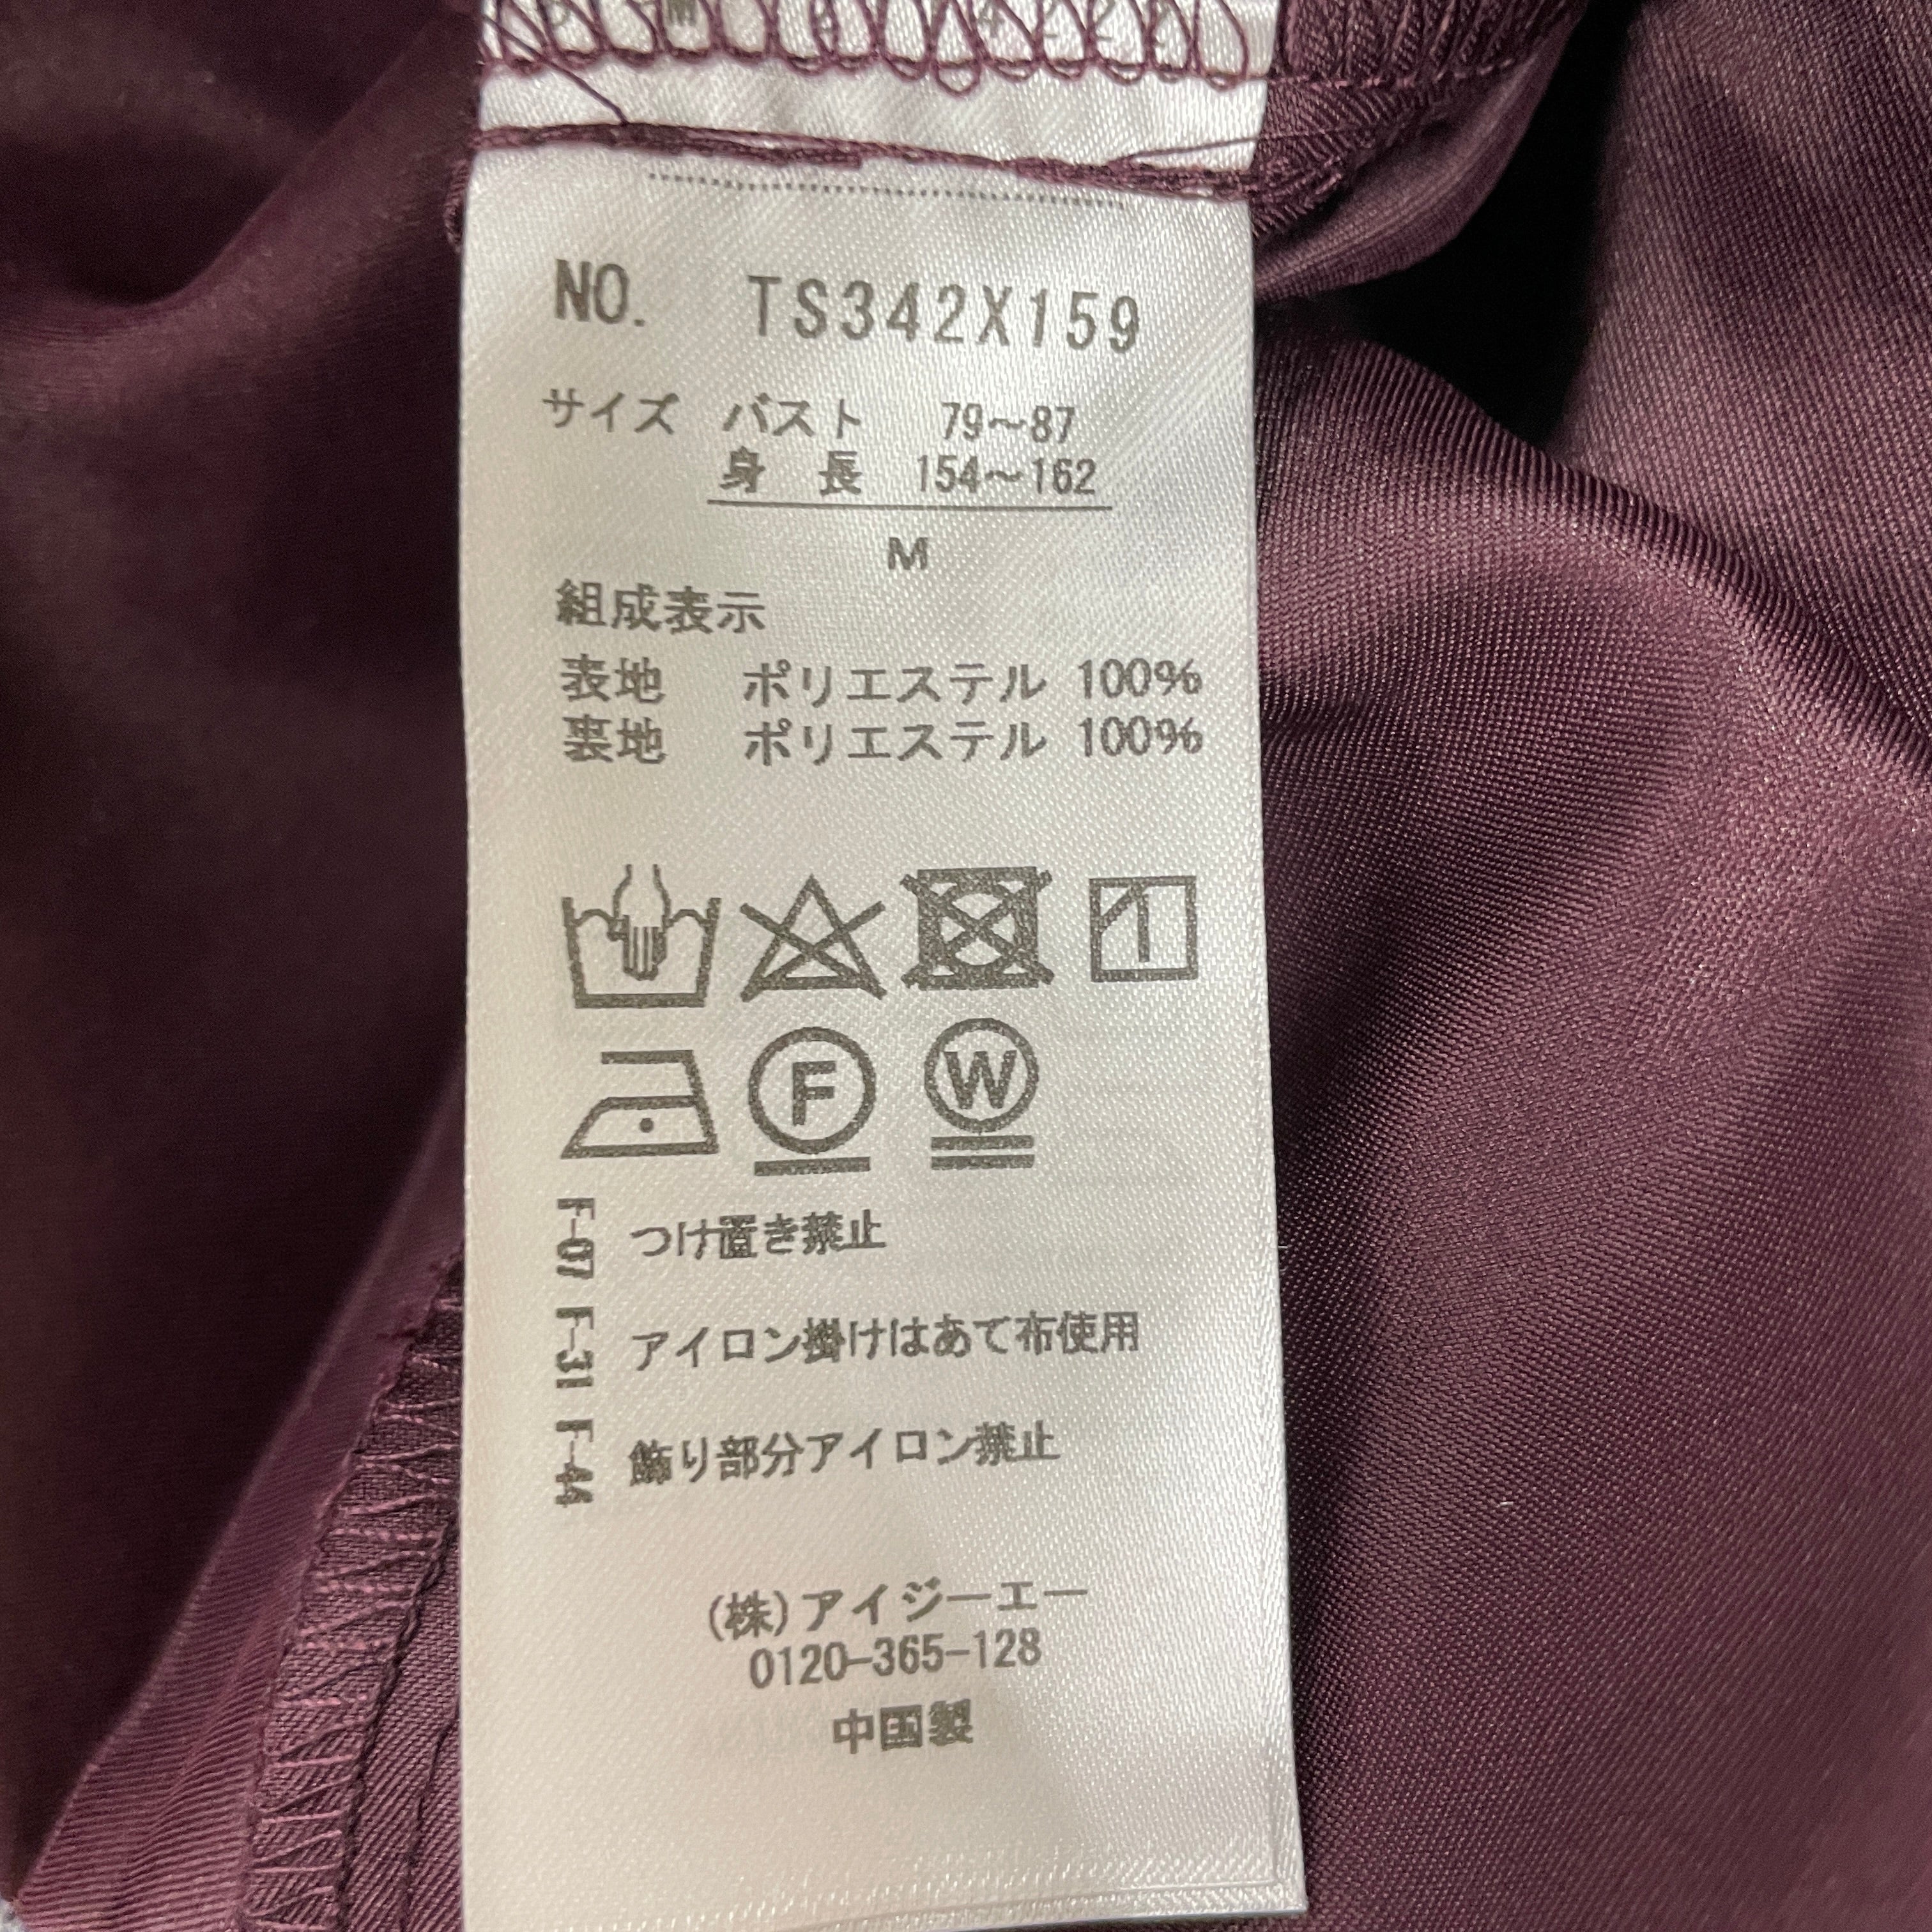 NO. TS342X159
サイズ バスト 79〜87
身 長 154〜162
M
組成表示
表地 ポリエステル 100%
裏地 ポリエステル 100%
F
W
F-07 つけ置き禁止
F-31 アイロン掛けはあて布使用
F-44 飾り部分アイロン禁止
(株)アイジーエー
0120-365-128
中国製